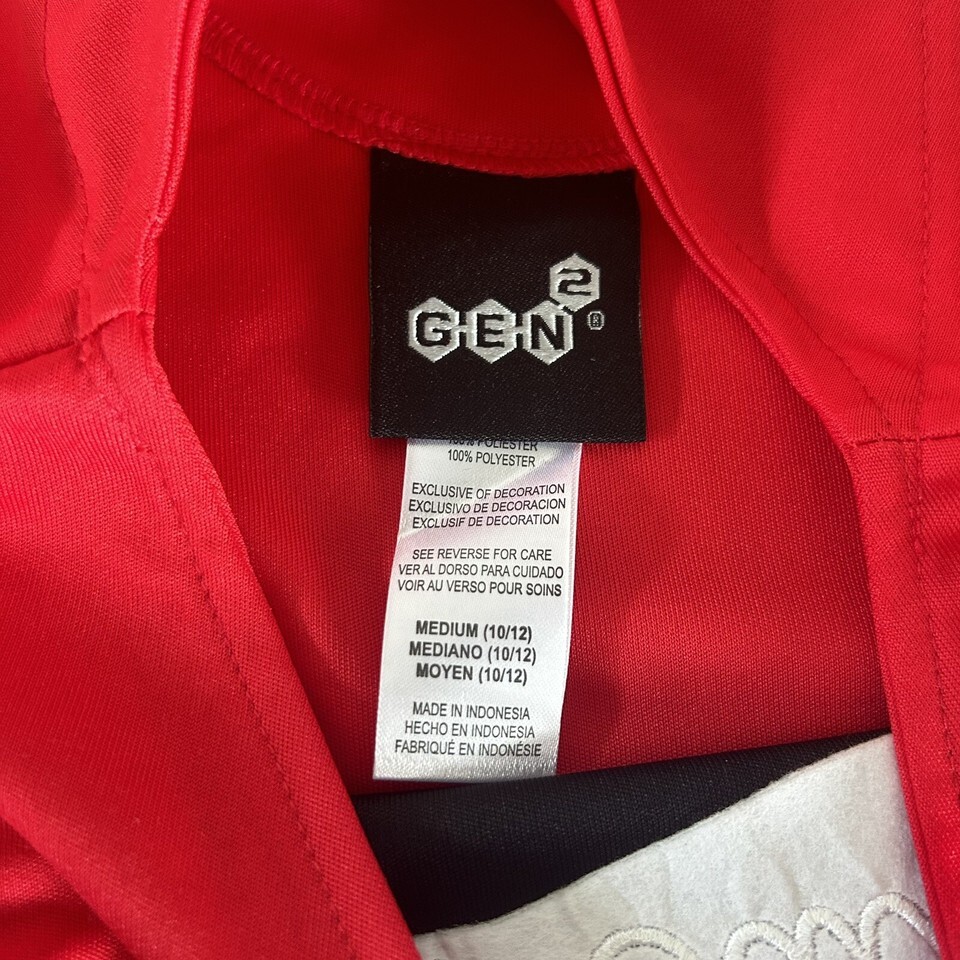 GEN2®
100% POLIESTER
100% POLYESTER
EXCLUSIVE OF DECORATION
EXCLUSIVO DE DECORACION
EXCLUSIF DE DECORATION
SEE REVERSE FOR CARE
VER AL DORSO PARA CUIDADO
VOIR AU VERSO POUR SOINS
MEDIUM (10/12)
MEDIANO (10/12)
MOYEN (10/12)
MADE IN INDONESIA
HECHO EN INDONESIA
FABRIQUÉ EN INDONÉSIE